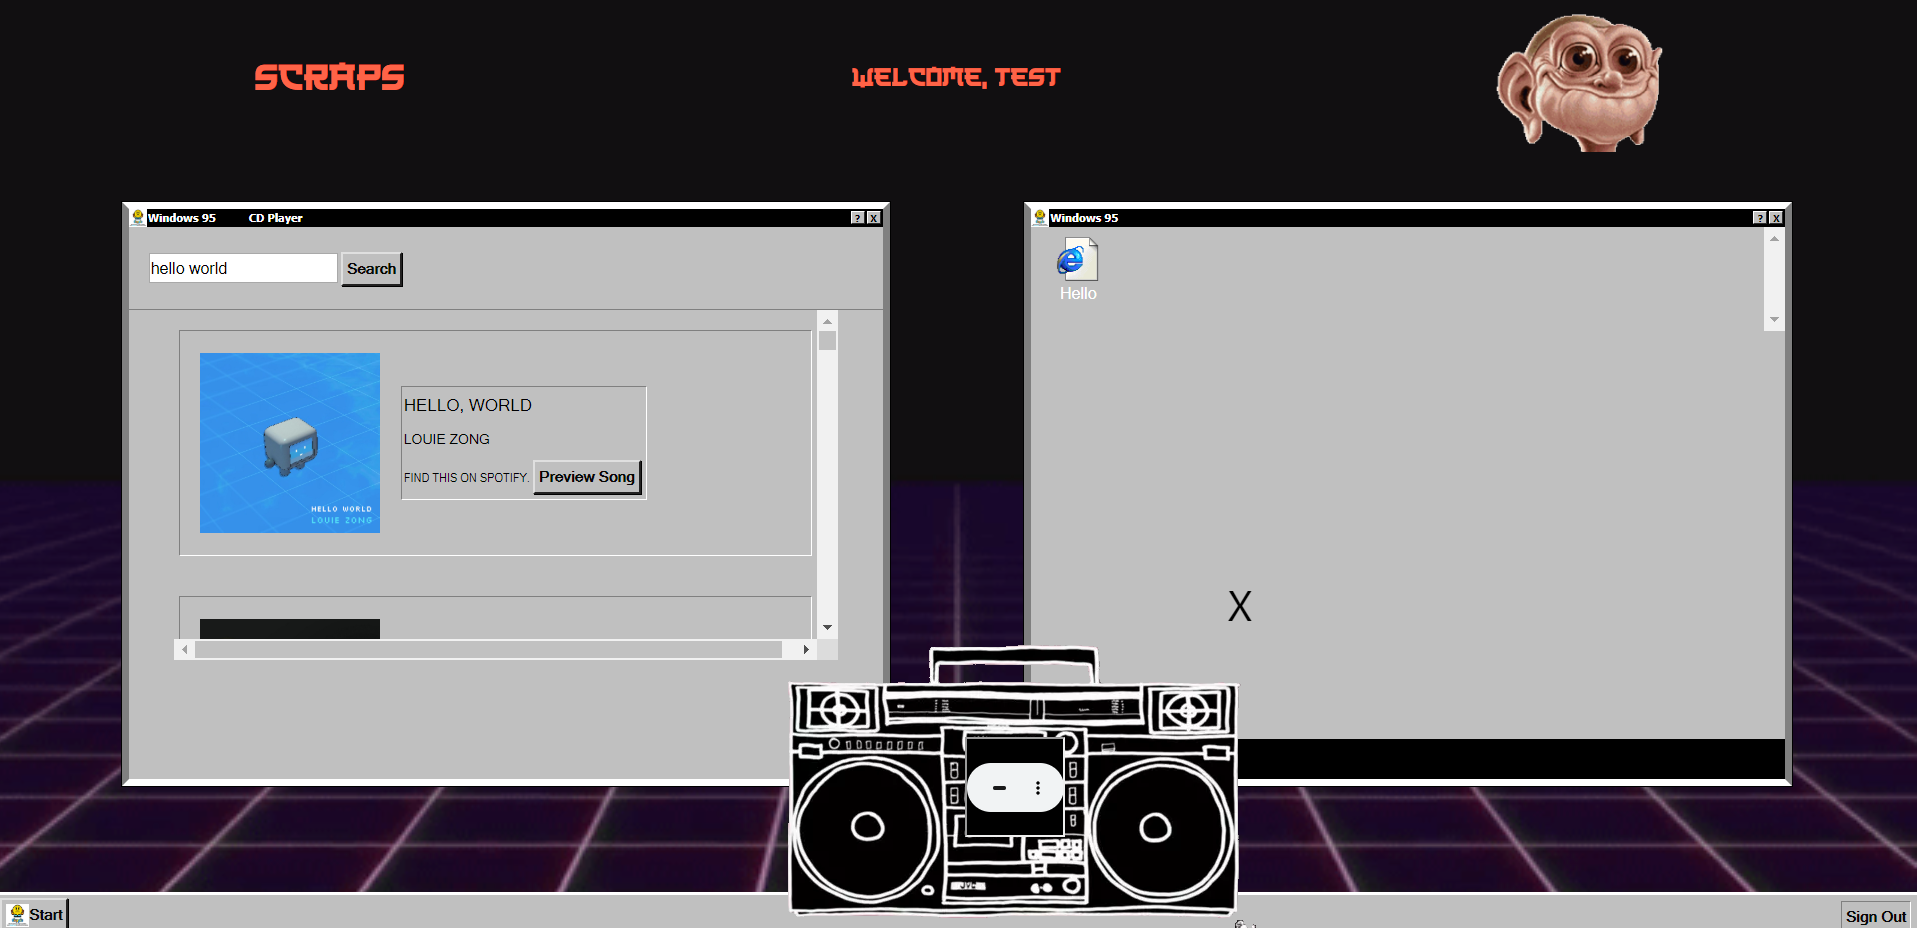 SCRAPS
WELCOME, TEST
Windows 95 CD Player ? X
hello world Search
HELLO, WORLD
LOUIE ZONG
FIND THIS ON SPOTIFY. Preview Song
HELLO WORLD
LOUIE ZONG
Windows 95 ? X
Hello
X
JVC
Start
Sign Out